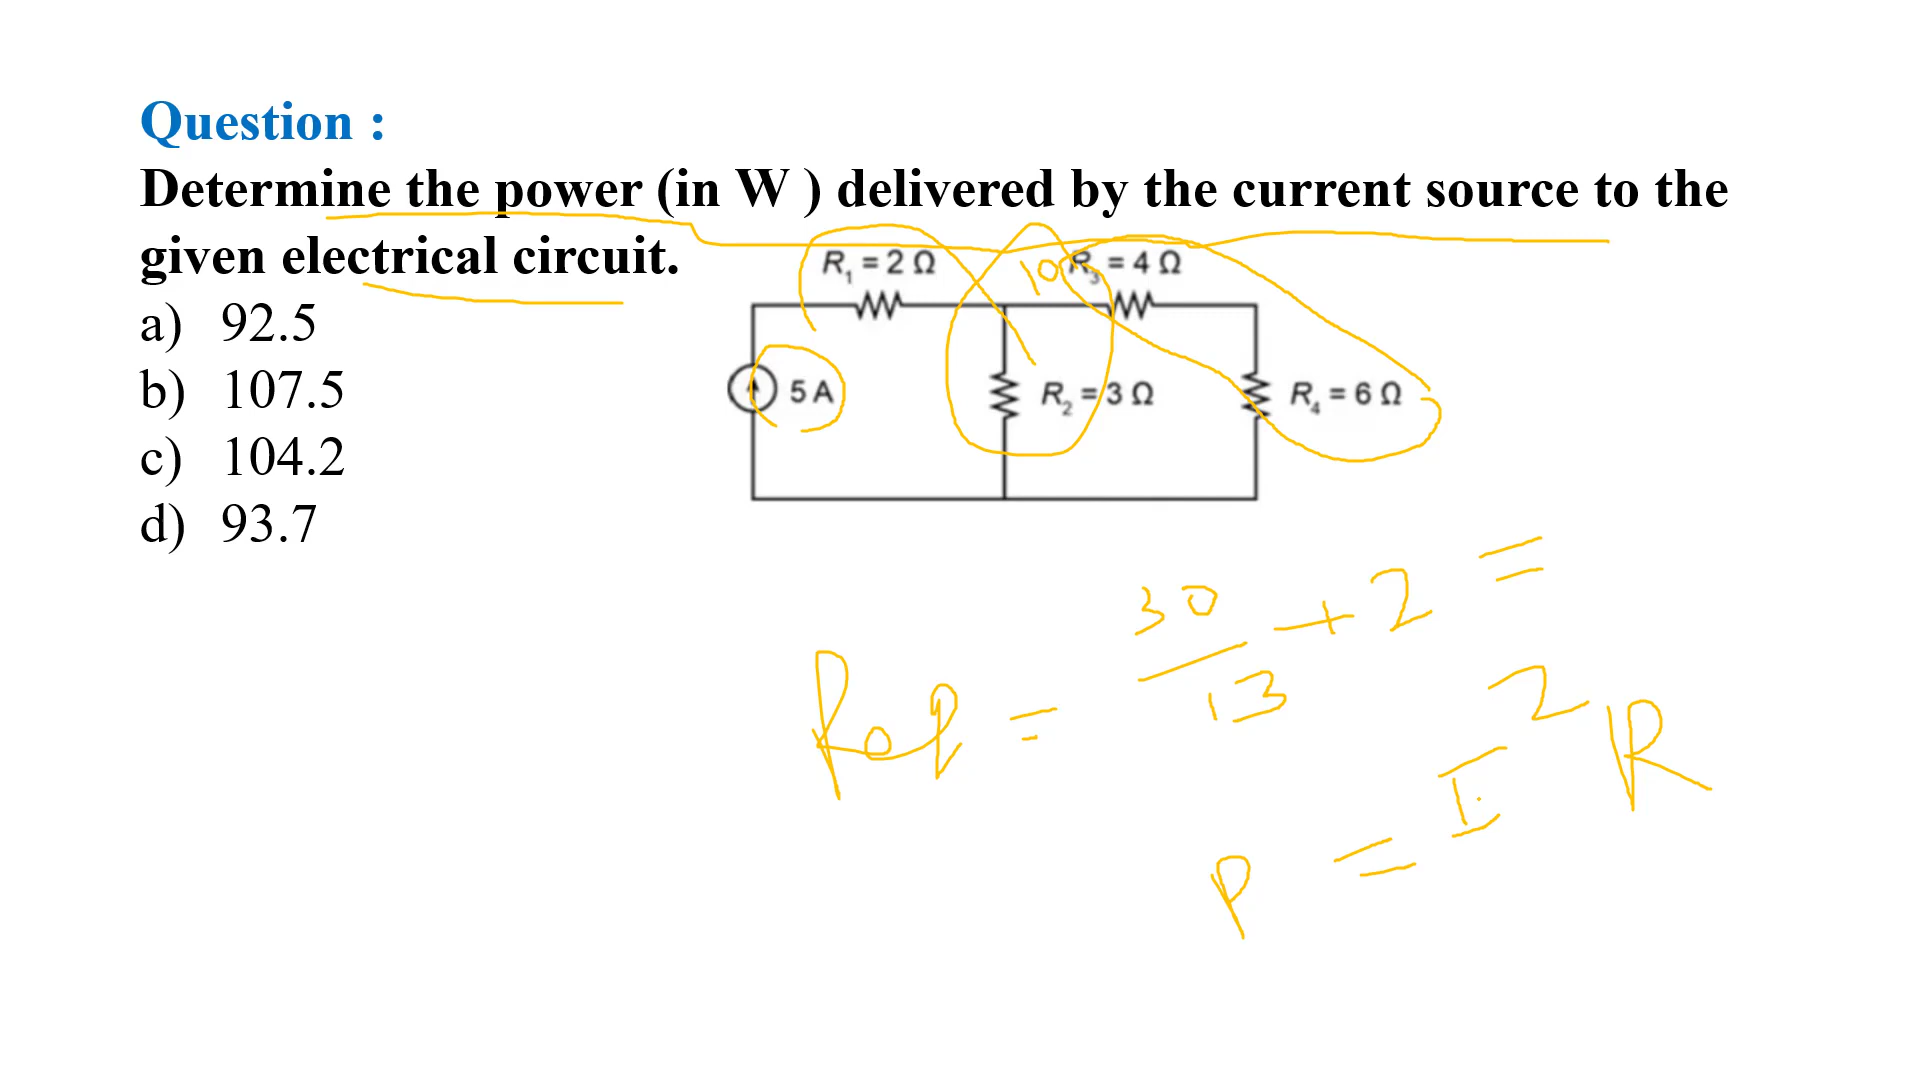 Question :
Determine the power (in W ) delivered by the current source to the
given electrical circuit.
a) 92.5
b) 107.5
c) 104.2
d) 93.7
R1 = 2 Ω
10
R3 = 4 Ω
5 A
R2 = 3 Ω
R4 = 6 Ω
Req = 30/13 + 2 =
P = I²R